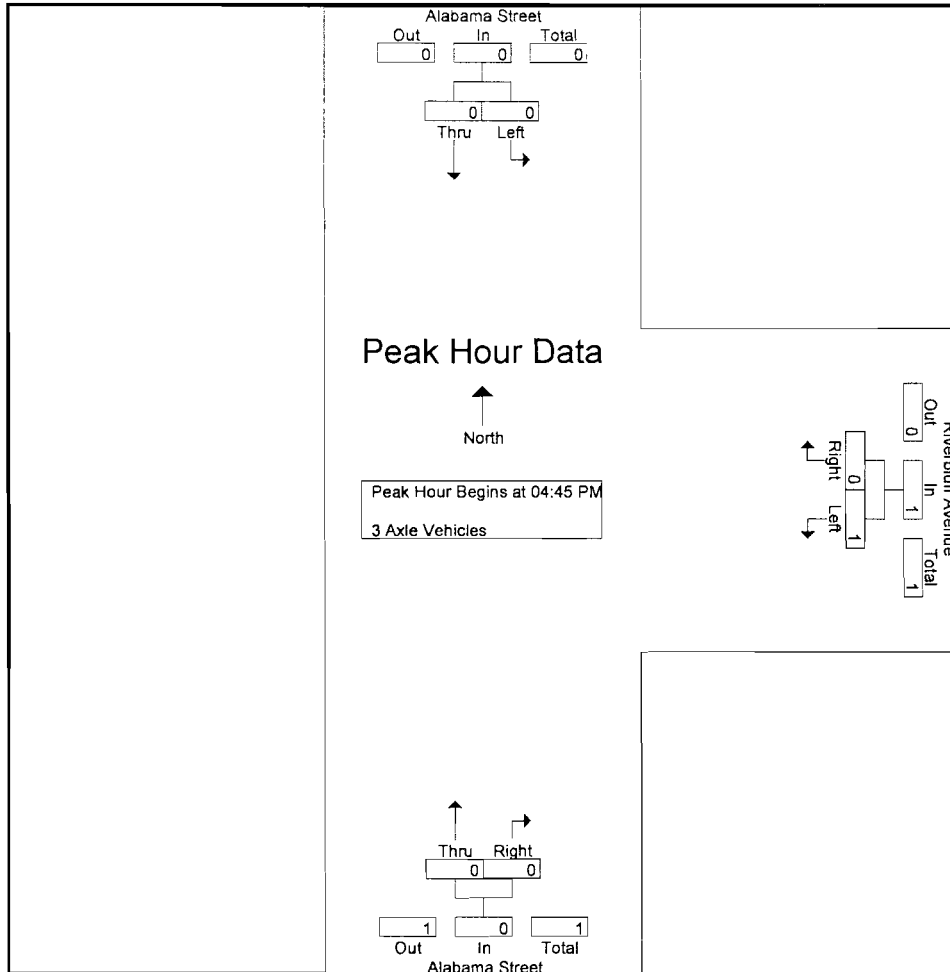 Alabama Street
Out In Total
0 0 0
0 0
Thru Left
Peak Hour Data
North
Peak Hour Begins at 04:45 PM
3 Axle Vehicles
Out In Total
0 1 1
Right Left
0 1
Avenue
Thru Right
0 0
1 0 1
Out In Total
Alabama Street